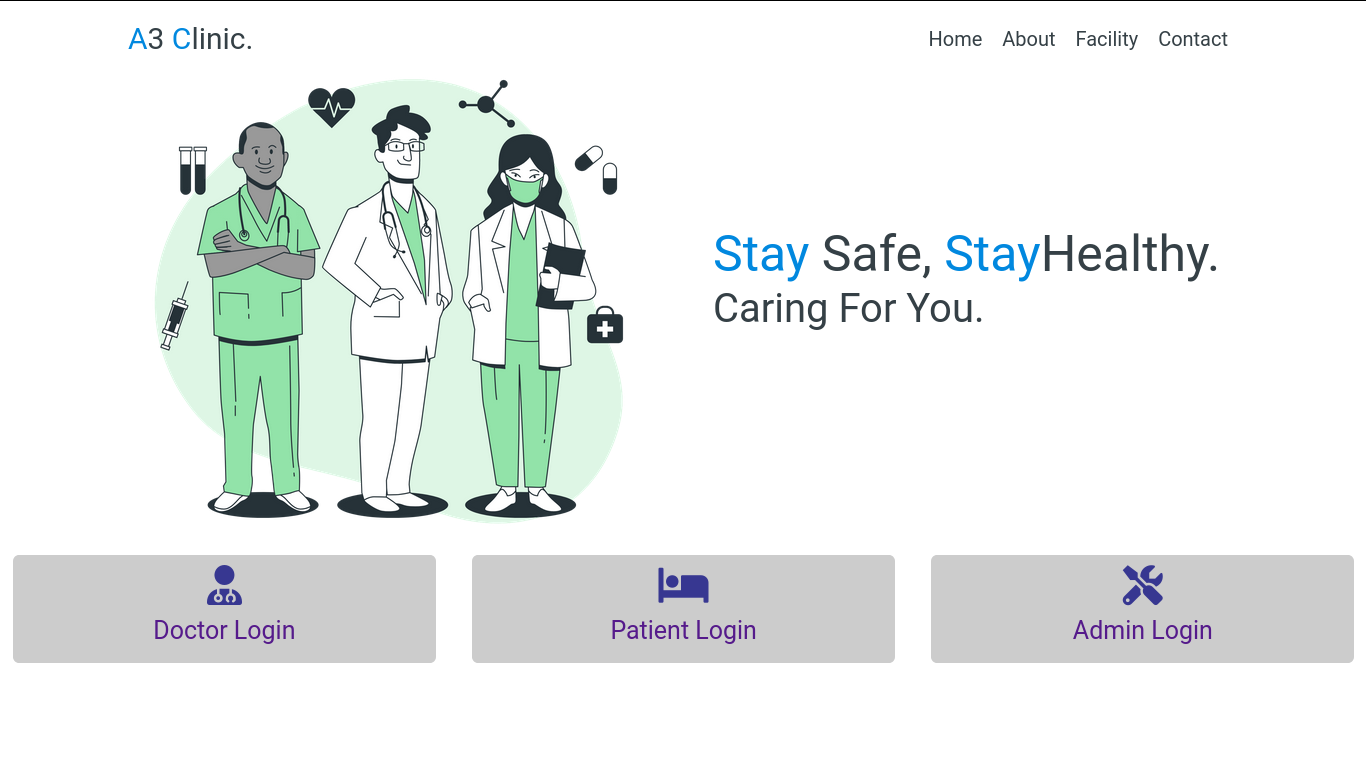 A3 Clinic.
Home About Facility Contact
Stay Safe, StayHealthy.
Caring For You.
Doctor Login
Patient Login
Admin Login